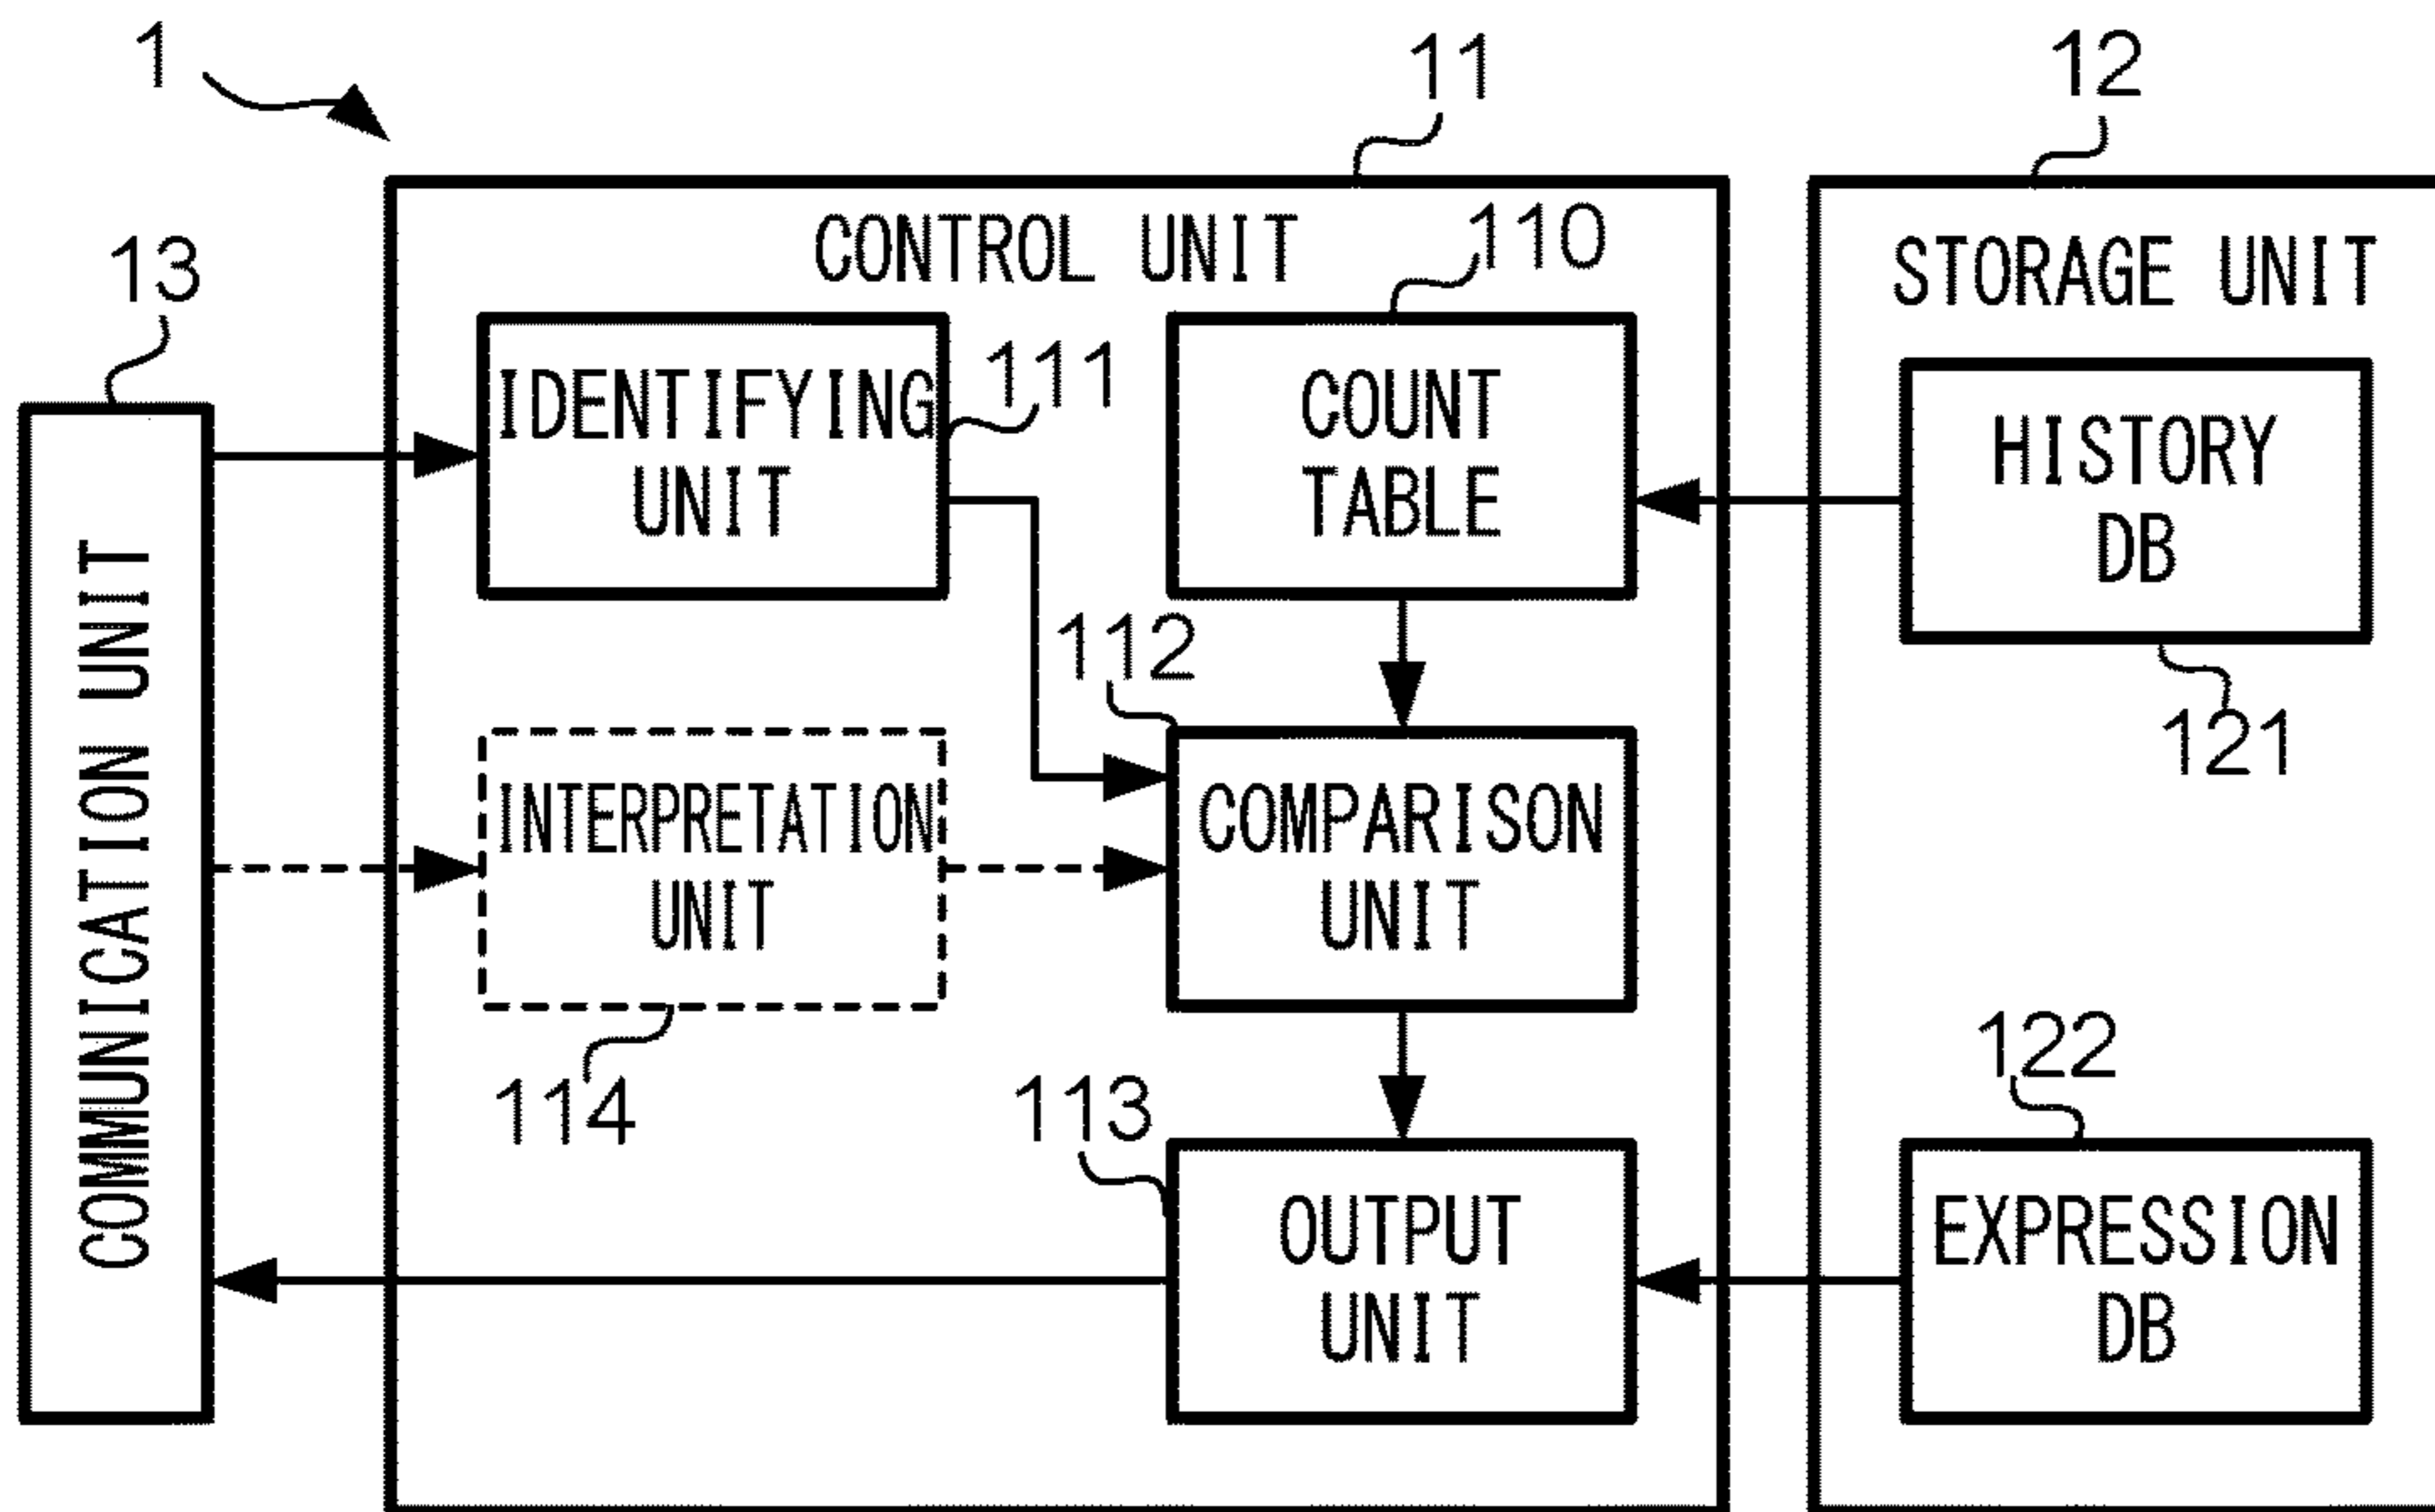 1
11
12
CONTROL UNIT
110
STORAGE UNIT
13
IDENTIFYING
UNIT
111
COUNT
TABLE
HISTORY
DB
121
COMMUNICATION UNIT
112
INTERPRETATION
UNIT
114
COMPARISON
UNIT
113
122
OUTPUT
UNIT
EXPRESSION
DB